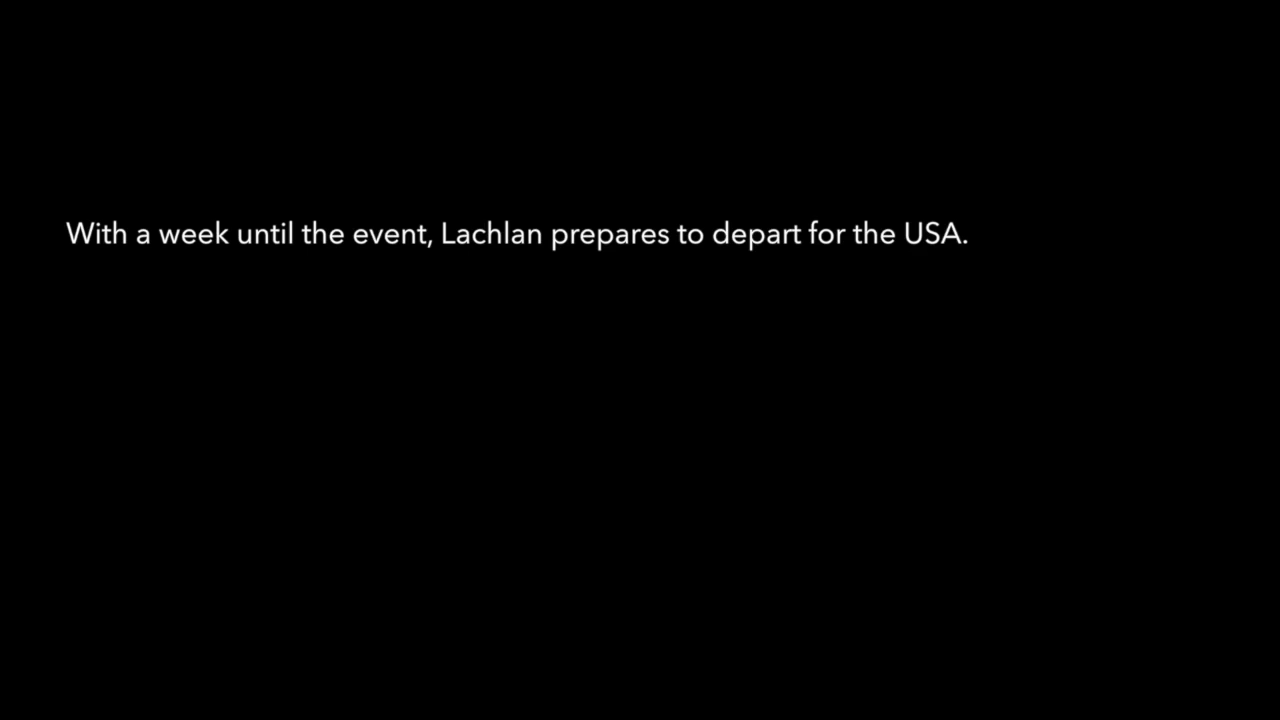 With a week until the event, Lachlan prepares to depart for the USA.